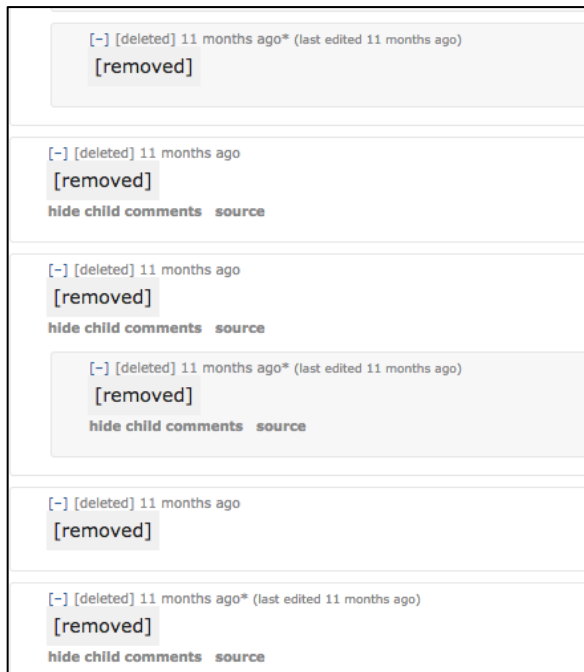 [–] [deleted] 11 months ago* (last edited 11 months ago)
[removed]
[–] [deleted] 11 months ago
[removed]
hide child comments source
[–] [deleted] 11 months ago
[removed]
hide child comments source
[–] [deleted] 11 months ago* (last edited 11 months ago)
[removed]
hide child comments source
[–] [deleted] 11 months ago
[removed]
[–] [deleted] 11 months ago* (last edited 11 months ago)
[removed]
hide child comments source